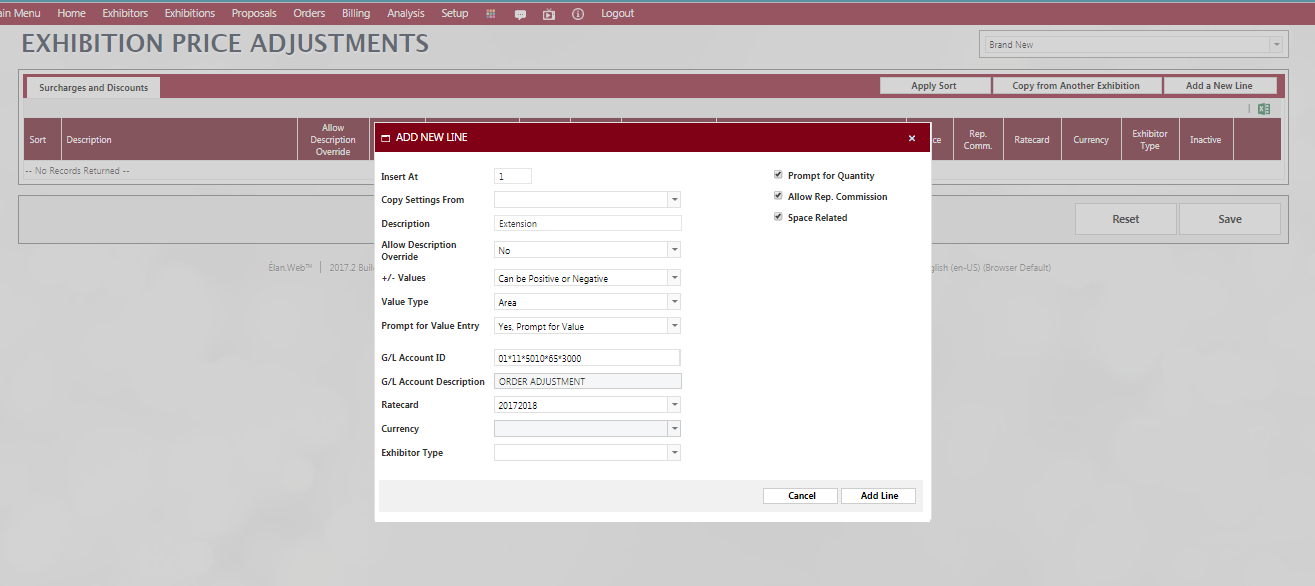 ain Menu Home Exhibitors Exhibitions Proposals Orders Billing Analysis Setup Logout
EXHIBITION PRICE ADJUSTMENTS
Brand New
Surcharges and Discounts
Apply Sort
Copy from Another Exhibition
Add a New Line
Sort
Description
Allow
Description
Override
ce
Rep.
Comm.
Ratecard
Currency
Exhibitor
Type
Inactive
-- No Records Returned --
ADD NEW LINE
Insert At 1
Copy Settings From
Description Extension
Allow Description
Override
No
+/- Values Can be Positive or Negative
Value Type Area
Prompt for Value Entry Yes, Prompt for Value
G/L Account ID 01*11*5010*65*3000
G/L Account Description ORDER ADJUSTMENT
Ratecard 20172018
Currency
Exhibitor Type
Prompt for Quantity
Allow Rep. Commission
Space Related
Cancel
Add Line
Reset
Save
Élan.Web™ | 2017.2 Buil
glish (en-US) (Browser Default)